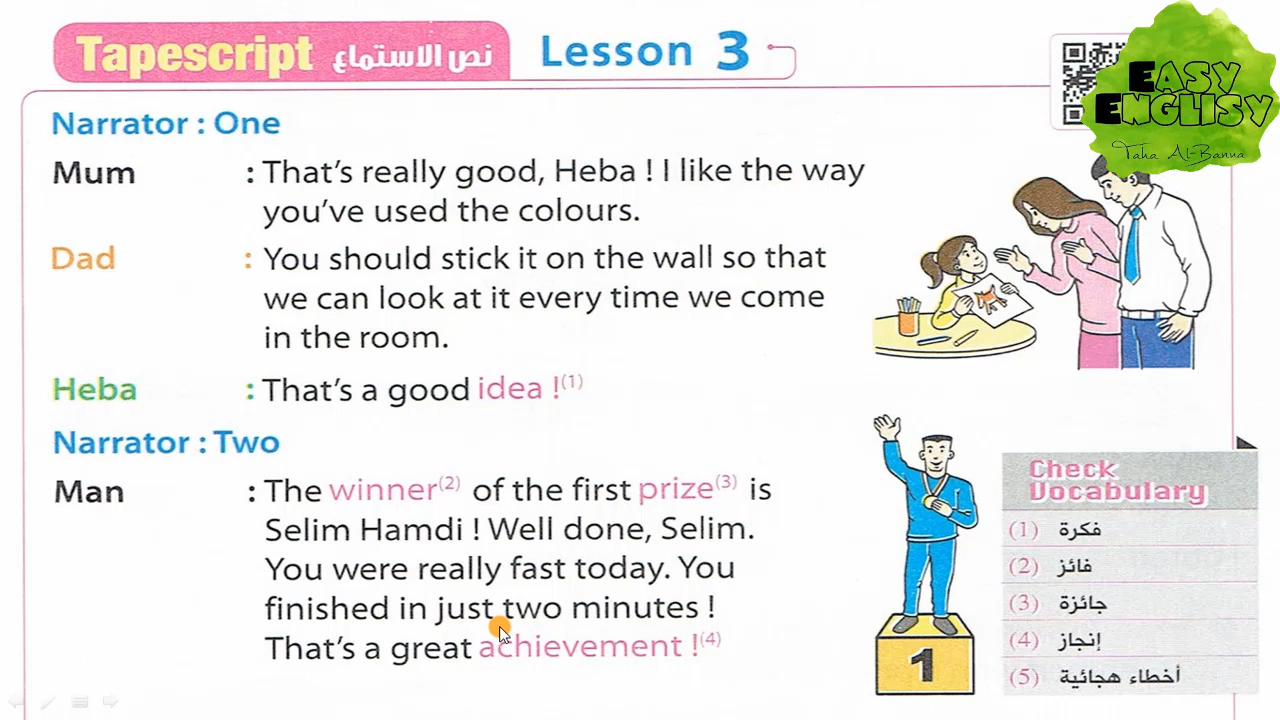 Tapescript نص الاستماع Lesson 3
EASY
ENGLISY
Taha Al-Banna
Narrator : One
Mum : That's really good, Heba ! I like the way
you've used the colours.
Dad : You should stick it on the wall so that
we can look at it every time we come
in the room.
Heba : That's a good idea !(1)
Narrator : Two
Man : The winner(2) of the first prize(3) is
Selim Hamdi ! Well done, Selim.
You were really fast today. You
finished in just two minutes !
That's a great achievement !(4)
1
Check
Vocabulary
(1) فكرة
(2) فائز
(3) جائزة
(4) إنجاز
(5) أخطاء هجائية